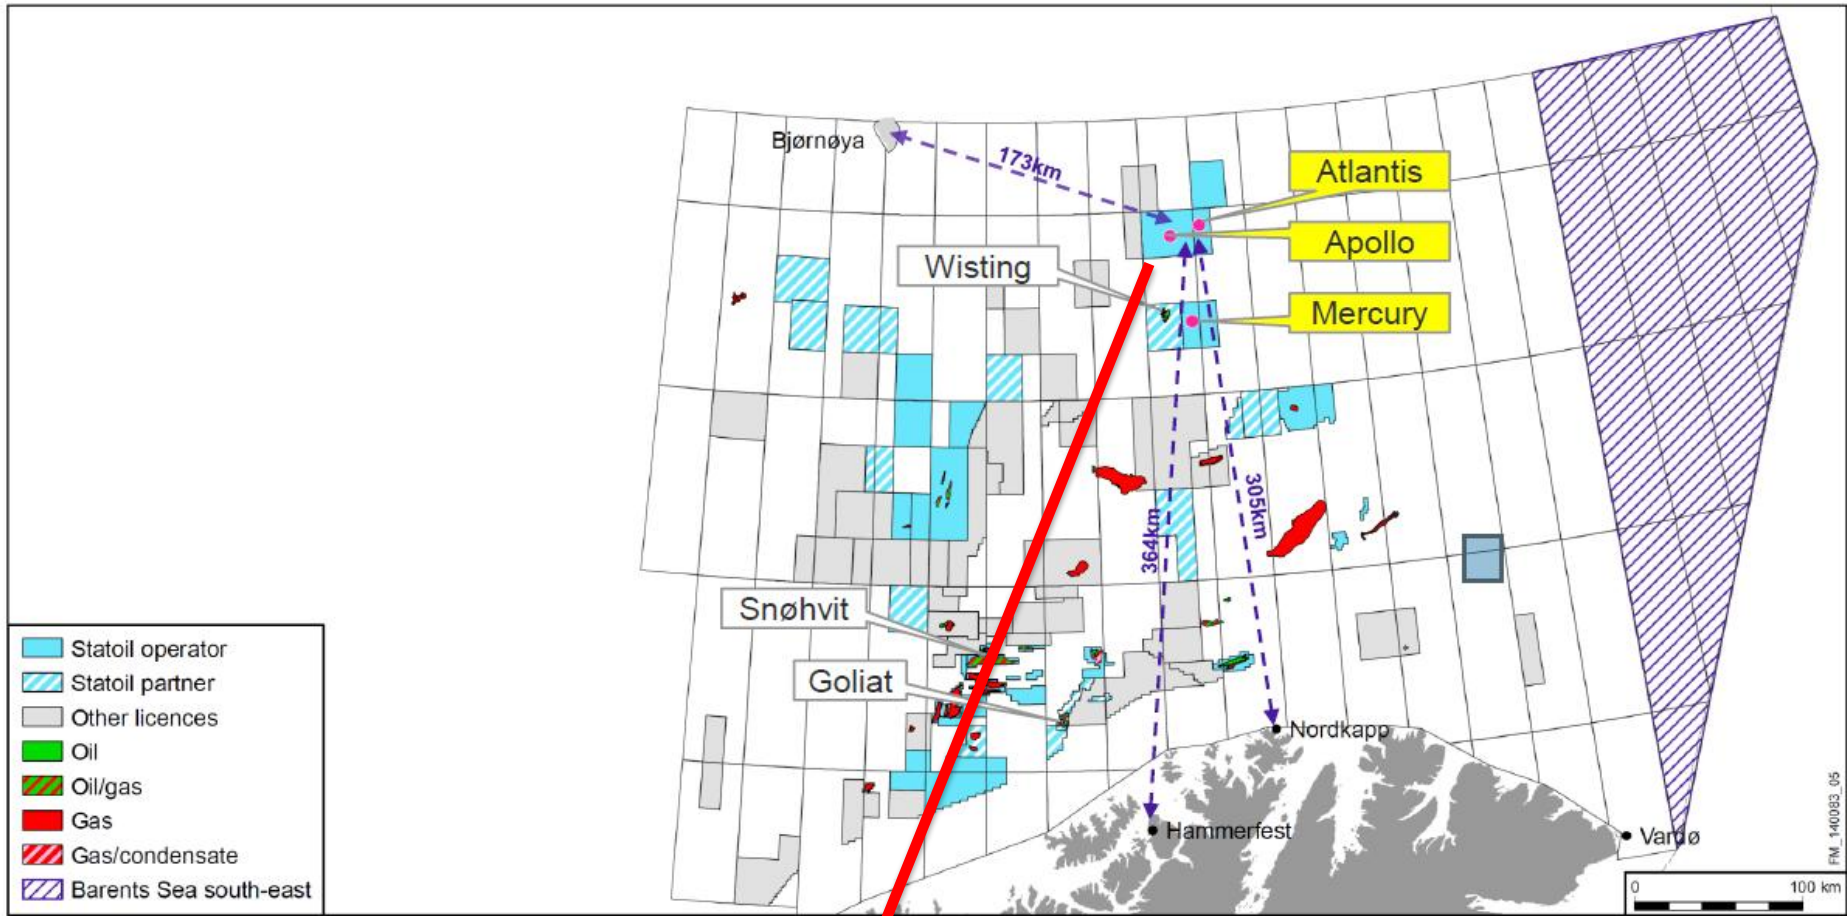 Bjørnøya
173km
Atlantis
Apollo
Wisting
Mercury
364km
305km
Snøhvit
Goliat
Nordkapp
Hammerfest
Vardø
Statoil operator
Statoil partner
Other licences
Oil
Oil/gas
Gas
Gas/condensate
Barents Sea south-east
0 100 km
FM_140083_05